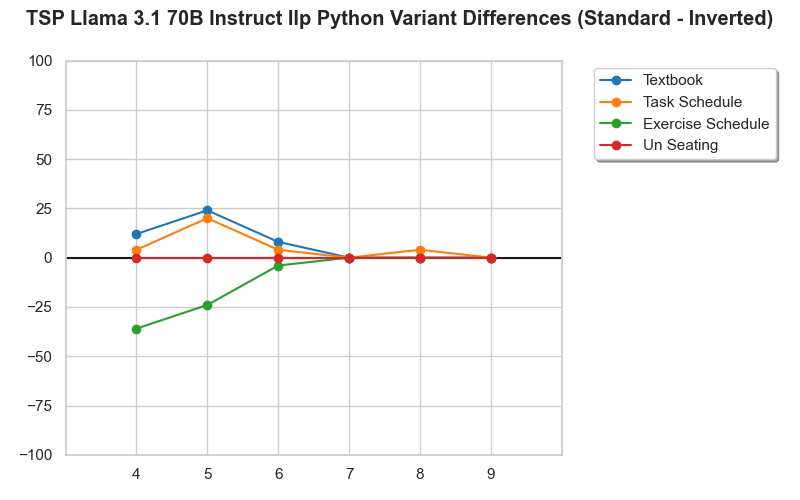 TSP Llama 3.1 70B Instruct Ilp Python Variant Differences (Standard - Inverted)
100
75
50
25
0
−25
−50
−75
−100
4 5 6 7 8 9
Textbook
Task Schedule
Exercise Schedule
Un Seating